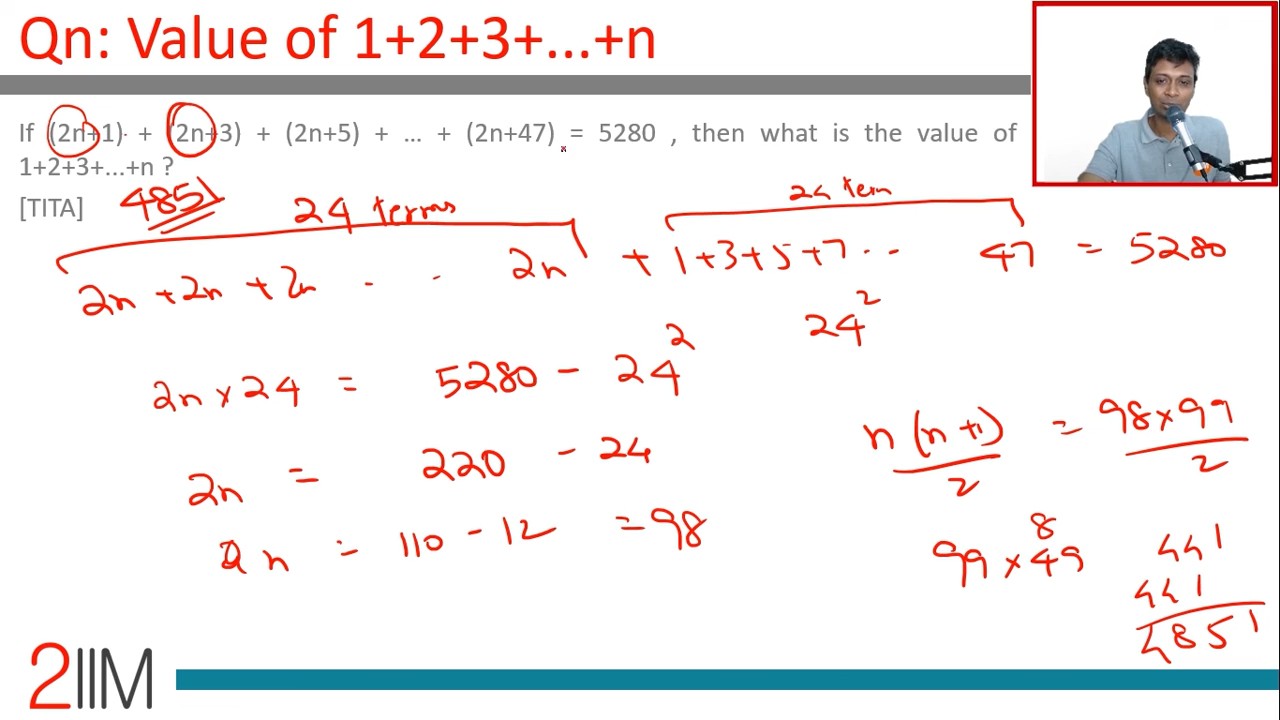 Qn: Value of 1+2+3+...+n
If (2n+1) + (2n+3) + (2n+5) + ... + (2n+47) = 5280 , then what is the value of
1+2+3+...+n ?
[TITA] 4851
24 terms
24 term
2n + 2n + 2n . . . 2n + 1+3+5+7 ... 47 = 5280
24²
2n × 24 = 5280 - 24²
n(n+1)/2 = 98×99/2
2n = 220 - 24
n = 110 - 12 = 98
8
99 × 49
441
441
4851
2IIM